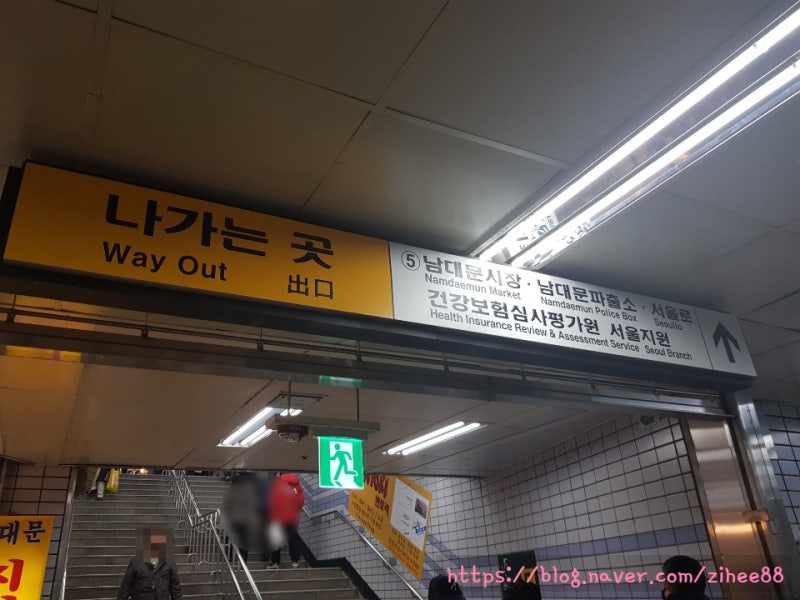 나가는 곳
Way Out 出口
⑤ 남대문시장 · 남대문파출소 · 서울로
Namdaemun Market Namdaemun Police Box Seoullo
건강보험심사평가원 서울지원
Health Insurance Review & Assessment Service Seoul Branch
대문
https://blog.naver.com/zihee88